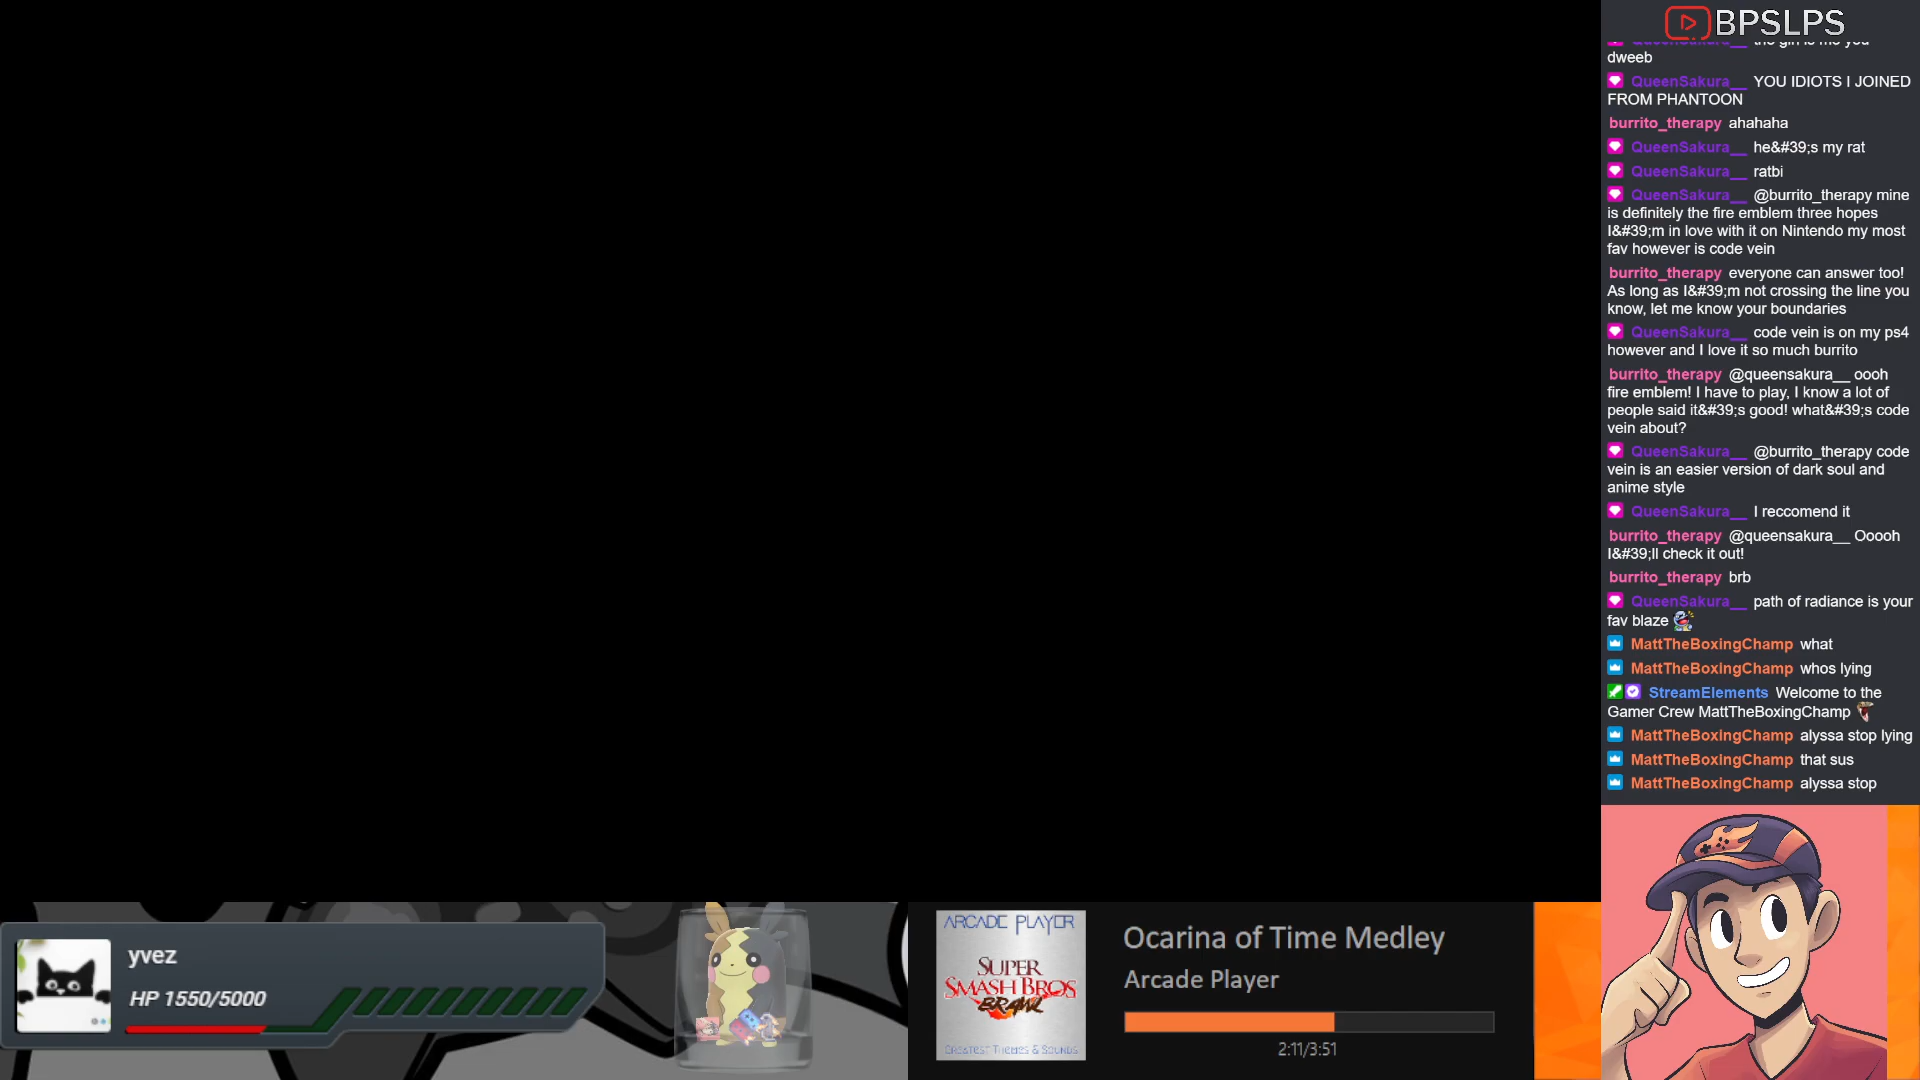 BPSLPS
dweeb
QueenSakura__ YOU IDIOTS I JOINED
FROM PHANTOON
burrito_therapy ahahaha
QueenSakura__ he&#39;s my rat
QueenSakura__ ratbi
QueenSakura__ @burrito_therapy mine
is definitely the fire emblem three hopes
I&#39;m in love with it on Nintendo my most
fav however is code vein
burrito_therapy everyone can answer too!
As long as I&#39;m not crossing the line you
know, let me know your boundaries
QueenSakura__ code vein is on my ps4
however and I love it so much burrito
burrito_therapy @queensakura__ oooh
fire emblem! I have to play, I know a lot of
people said it&#39;s good! what&#39;s code
vein about?
QueenSakura__ @burrito_therapy code
vein is an easier version of dark soul and
anime style
QueenSakura__ I reccomend it
burrito_therapy @queensakura__ Ooooh
I&#39;ll check it out!
burrito_therapy brb
QueenSakura__ path of radiance is your
fav blaze
MattTheBoxingChamp what
MattTheBoxingChamp whos lying
StreamElements Welcome to the
Gamer Crew MattTheBoxingChamp
MattTheBoxingChamp alyssa stop lying
MattTheBoxingChamp that sus
MattTheBoxingChamp alyssa stop
yvez
HP 1550/5000
ARCADE PLAYER
SUPER
SMASH BROS
BRAWL
GREATEST THEMES & SOUNDS
Ocarina of Time Medley
Arcade Player
2:11/3:51